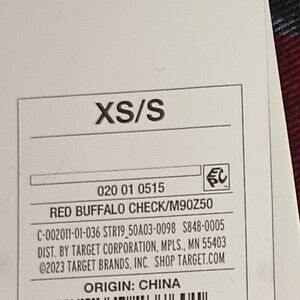 XS/S
020 01 0515
EPC
RED BUFFALO CHECK/M90Z50
C-002011-01-036 STR19_50A03-0098 S848-0005
DIST. BY TARGET CORPORATION, MPLS., MN 55403
©2023 TARGET BRANDS, INC. SHOP TARGET.COM
ORIGIN: CHINA